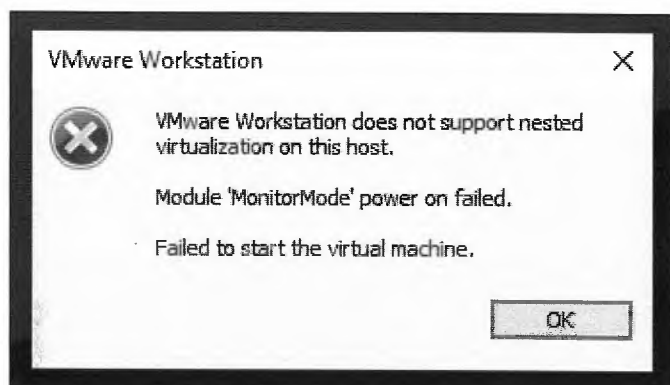 VMware Workstation
VMware Workstation does not support nested
virtualization on this host.
Module 'MonitorMode' power on failed.
Failed to start the virtual machine.
OK